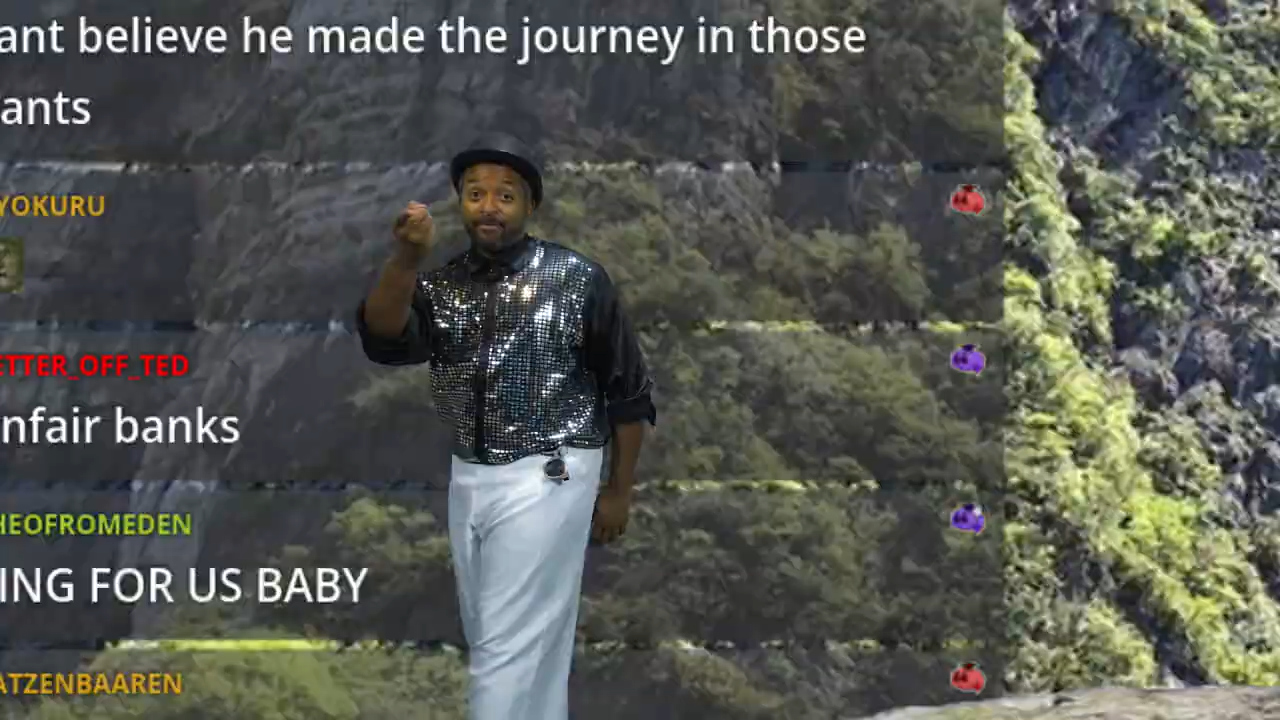 ant believe he made the journey in those
ants
YOKURU
ETTER_OFF_TED
nfair banks
HEOFROMEDEN
ING FOR US BABY
ATZENBAAREN